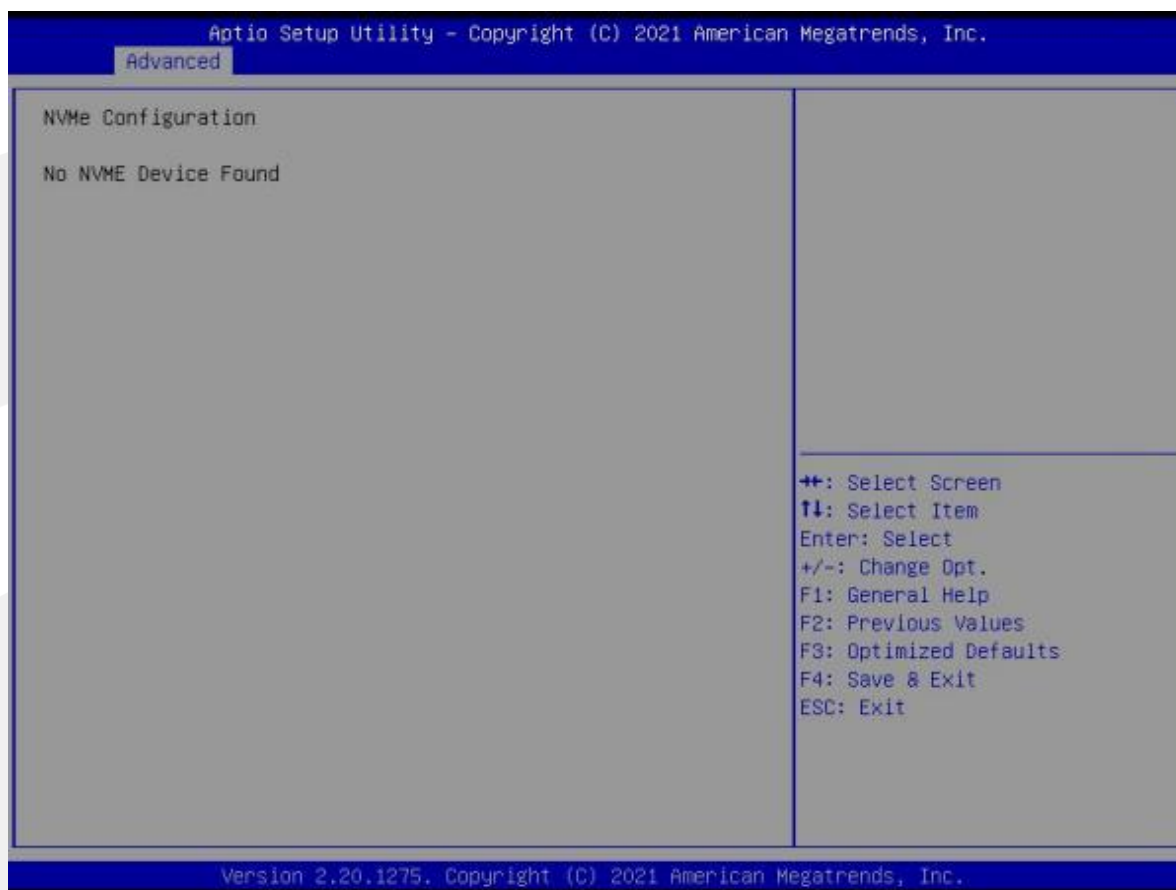 Aptio Setup Utility – Copyright (C) 2021 American Megatrends, Inc.
Advanced
NVMe Configuration
No NVME Device Found
→←: Select Screen
↑↓: Select Item
Enter: Select
+/-: Change Opt.
F1: General Help
F2: Previous Values
F3: Optimized Defaults
F4: Save & Exit
ESC: Exit
Version 2.20.1275. Copyright (C) 2021 American Megatrends, Inc.